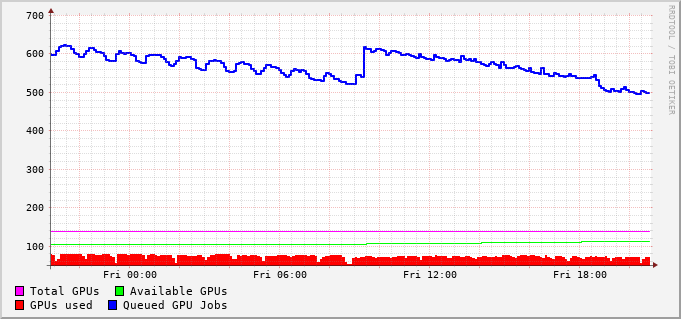 700
600
500
400
300
200
100
Fri 00:00 Fri 06:00 Fri 12:00 Fri 18:00
Total GPUs Available GPUs
GPUs used Queued GPU Jobs
RRDTOOL / TOBI OETIKER